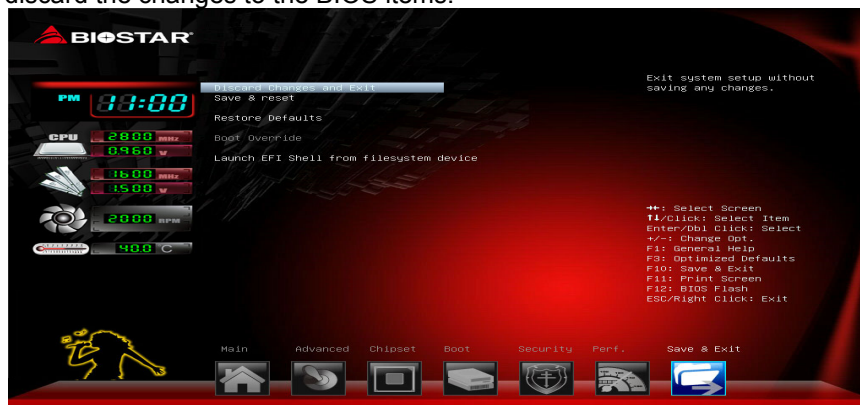 discard the changes to the BIOS items.
BIOSTAR
Discard Changes and Exit
Save & reset
Restore Defaults
Boot Override
Launch EFI Shell from filesystem device
Exit system setup without
saving any changes.
PM 11:00
CPU 2800 MHz
0.960 V
1600 MHz
1.500 V
2000 RPM
40.0 C
→←: Select Screen
↑↓/Click: Select Item
Enter/Dbl Click: Select
+/-: Change Opt.
F1: General Help
F3: Optimized Defaults
F10: Save & Exit
F11: Print Screen
F12: BIOS Flash
ESC/Right Click: Exit
Main Advanced Chipset Boot Security Perf. Save & Exit